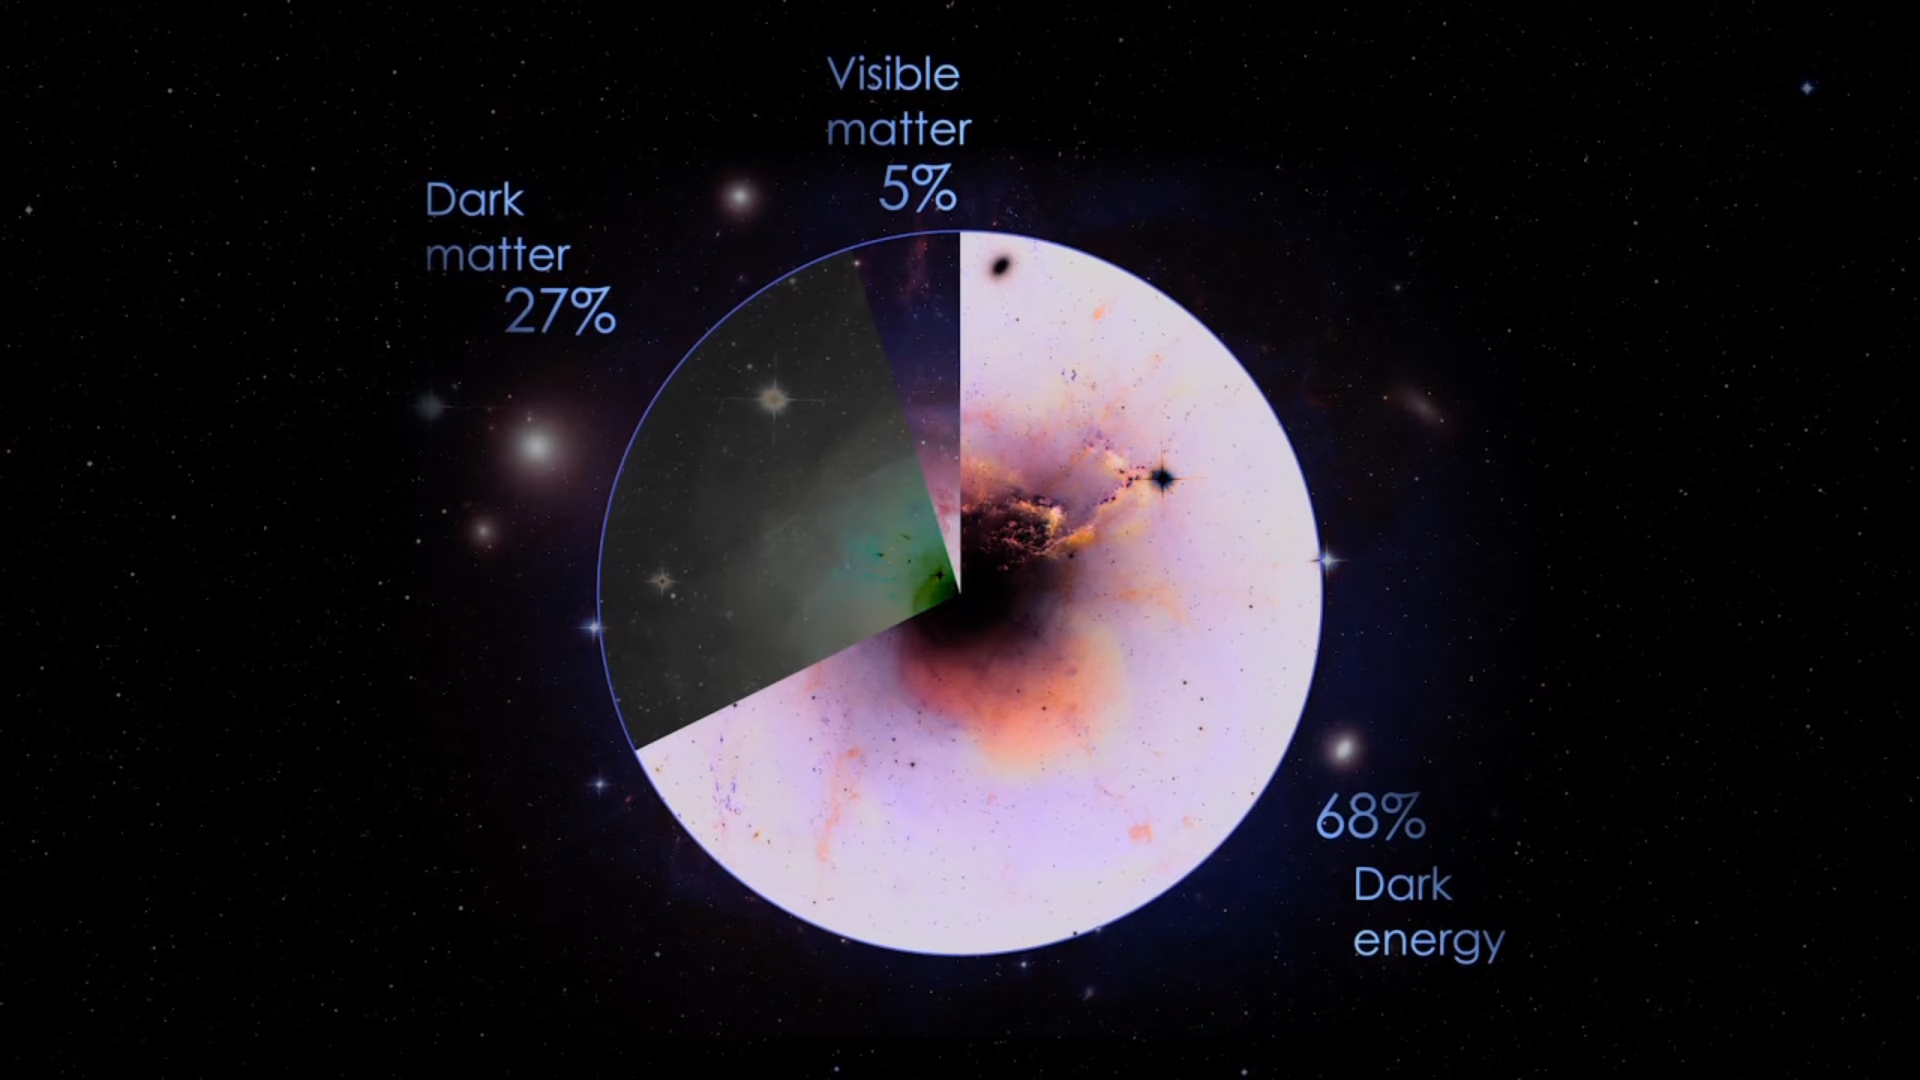 Visible
matter
5%
Dark
matter
27%
68%
Dark
energy